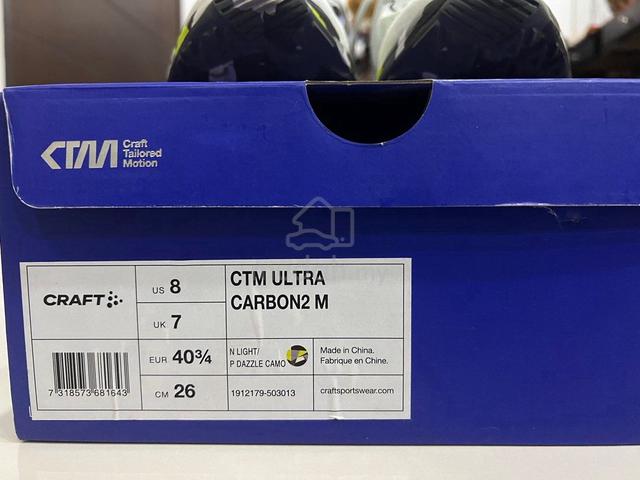 CTM Craft
Tailored
Motion
CRAFT
US 8
UK 7
EUR 40¾
CM 26
CTM ULTRA
CARBON2 M
N LIGHT/
P DAZZLE CAMO
Made in China.
Fabriqué en Chine.
7 318573 681643
1912179-503013
craftsportswear.com